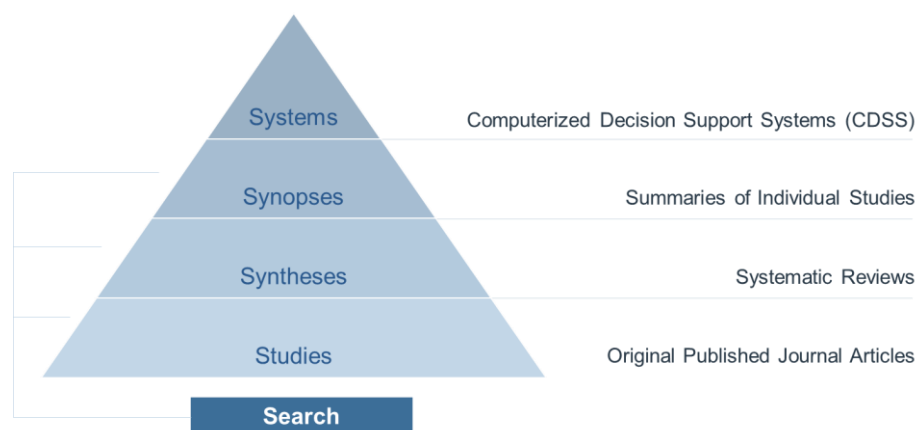 Systems
Computerized Decision Support Systems (CDSS)
Synopses
Summaries of Individual Studies
Syntheses
Systematic Reviews
Studies
Original Published Journal Articles
Search